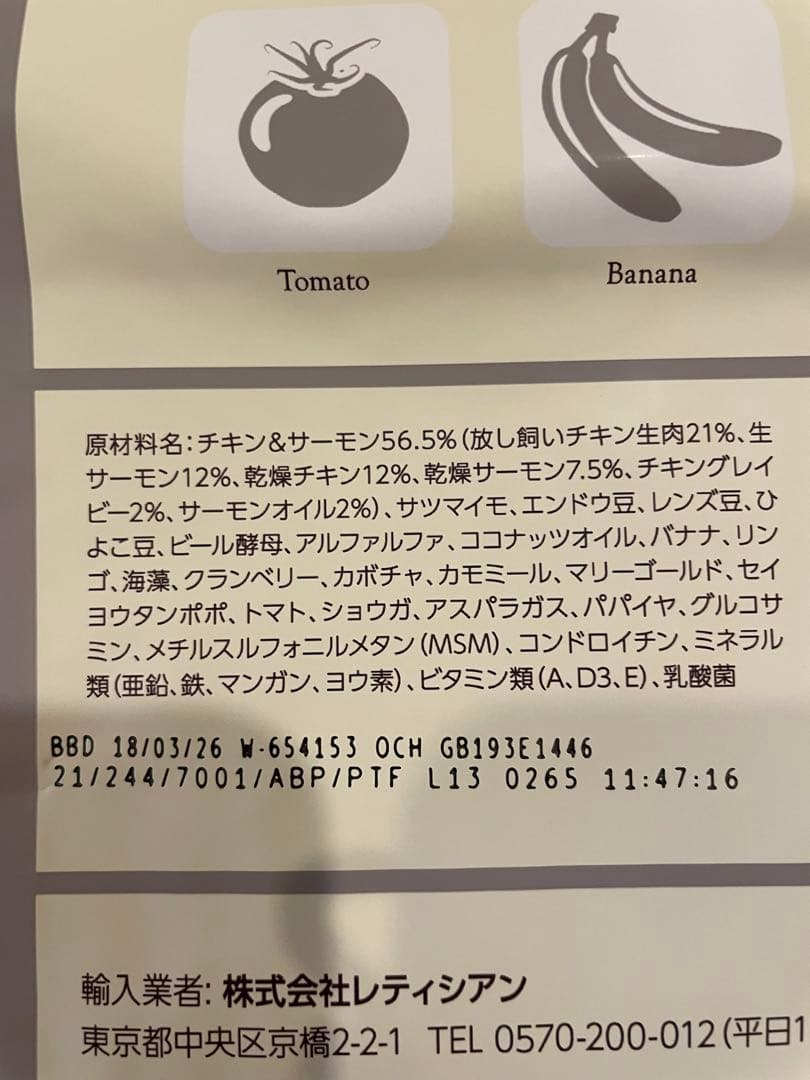 Tomato
Banana
原材料名:チキン&サーモン56.5%(放し飼いチキン生肉21%、生
サーモン12%、乾燥チキン12%、乾燥サーモン7.5%、チキングレイ
ビー2%、サーモンオイル2%)、サツマイモ、エンドウ豆、レンズ豆、ひ
よこ豆、ビール酵母、アルファルファ、ココナッツオイル、バナナ、リン
ゴ、海藻、クランベリー、カボチャ、カモミール、マリーゴールド、セイ
ヨウタンポポ、トマト、ショウガ、アスパラガス、パパイヤ、グルコサ
ミン、メチルスルフォニルメタン(MSM)、コンドロイチン、ミネラル
類(亜鉛、鉄、マンガン、ヨウ素)、ビタミン類(A、D3、E)、乳酸菌
BBD 18/03/26 W-654153 OCH GB193E1446
21/244/7001/ABP/PTF L13 0265 11:47:16
輸入業者: 株式会社レティシアン
東京都中央区京橋2-2-1 TEL 0570-200-012(平日1